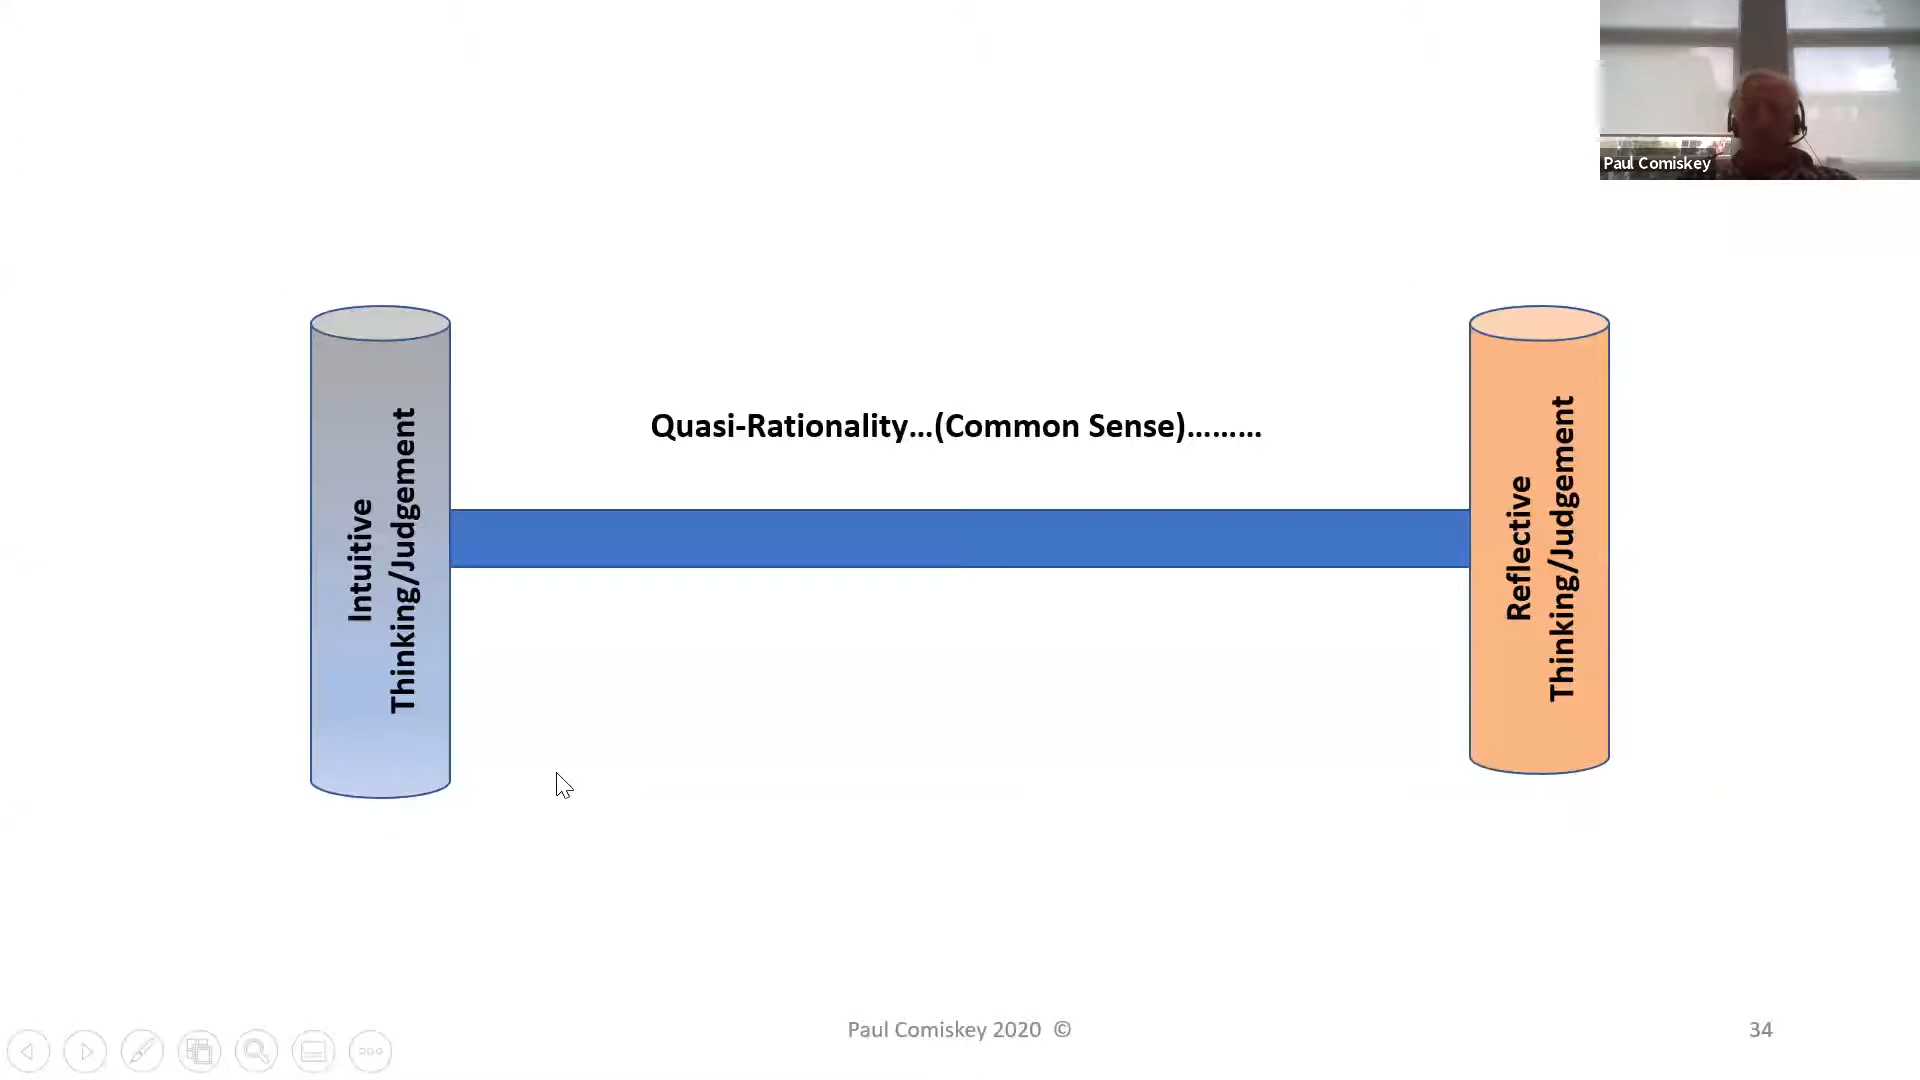 Paul Comiskey
Quasi-Rationality...(Common Sense).........
Intuitive
Thinking/Judgement
Reflective
Thinking/Judgement
Paul Comiskey 2020 ©
34